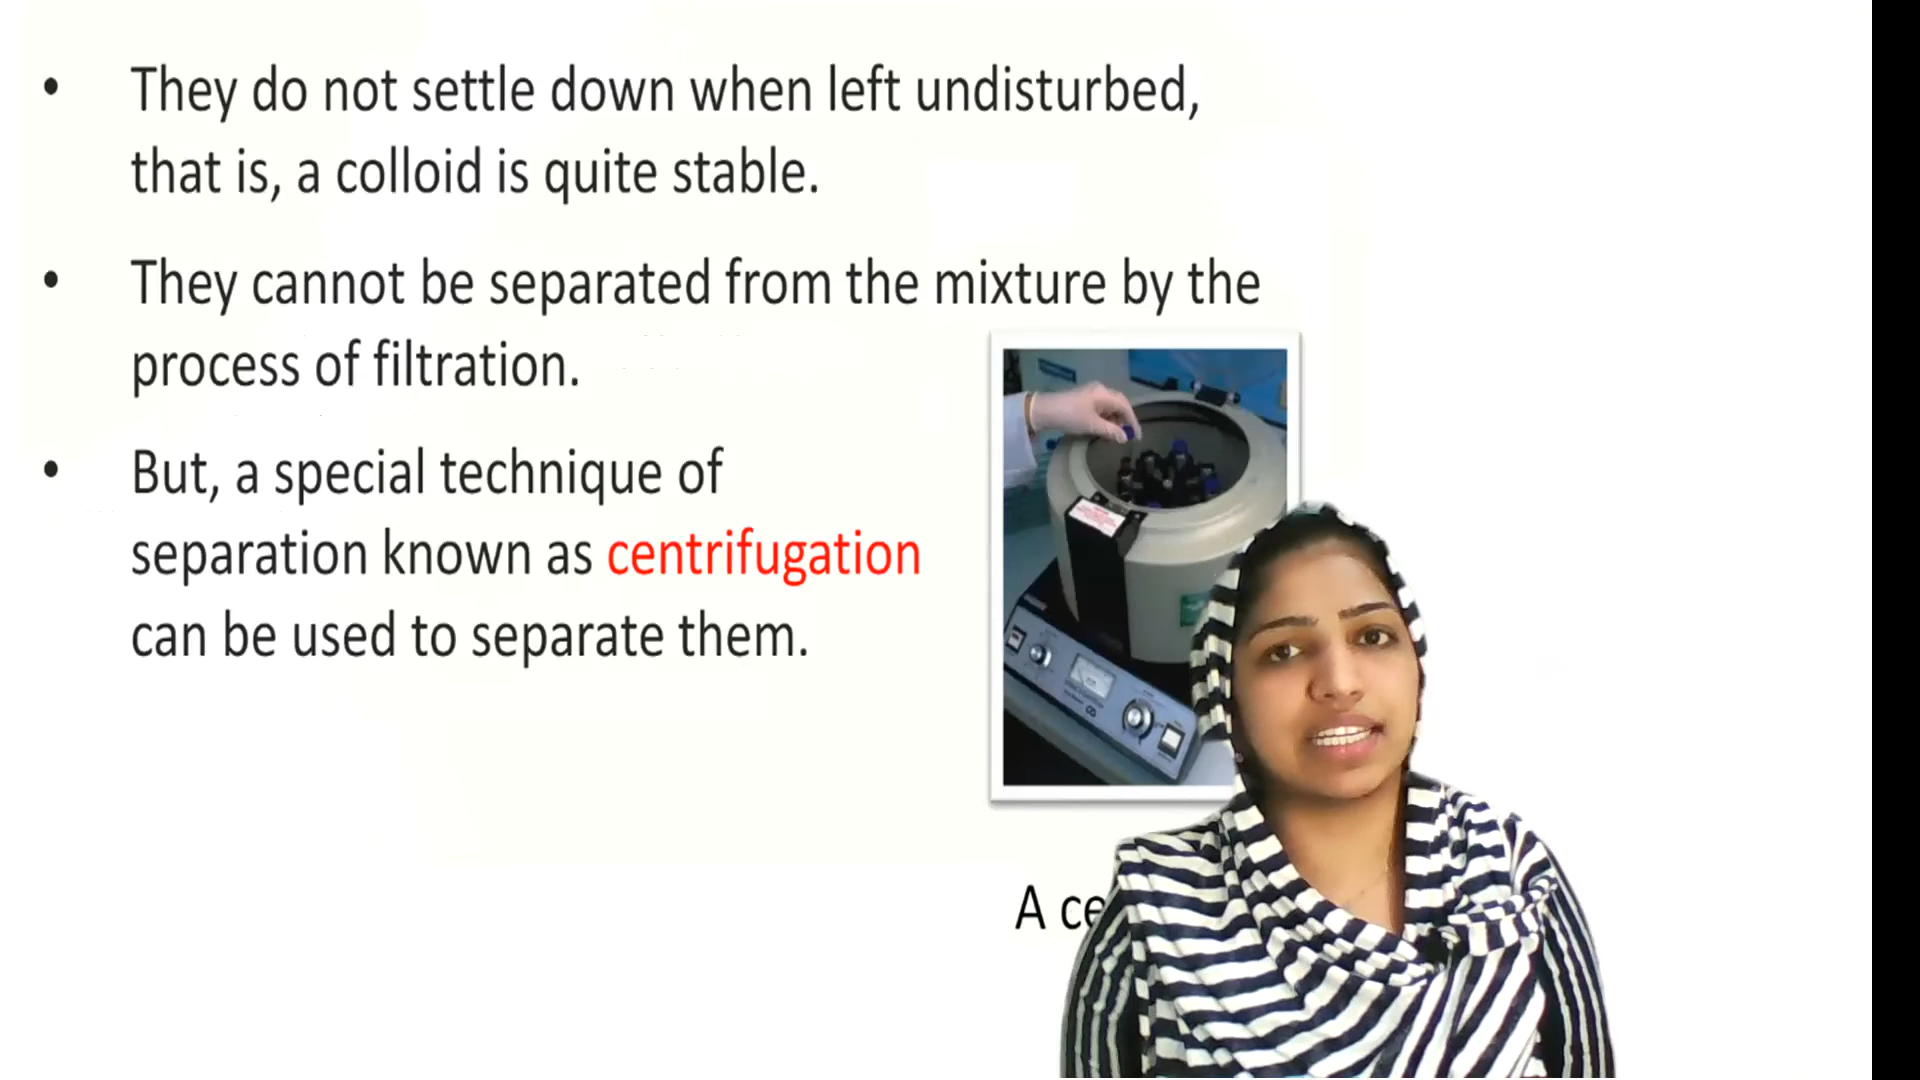 • They do not settle down when left undisturbed,
that is, a colloid is quite stable.
• They cannot be separated from the mixture by the
process of filtration.
• But, a special technique of
separation known as centrifugation
can be used to separate them.
A ce